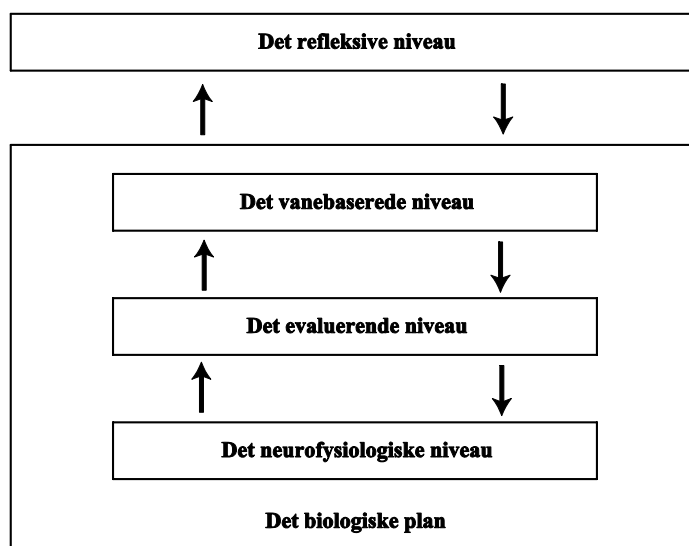 Det refleksive niveau
Det vanebaserede niveau
Det evaluerende niveau
Det neurofysiologiske niveau
Det biologiske plan